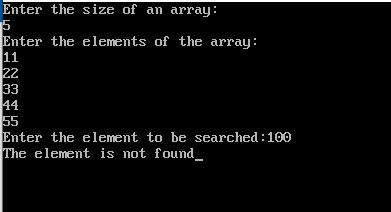 Enter the size of an array:
5
Enter the elements of the array:
11
22
33
44
55
Enter the element to be searched:100
The element is not found_